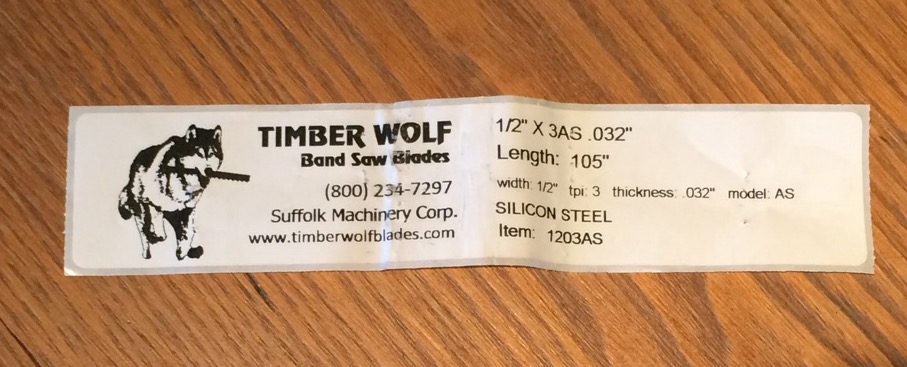 TIMBER WOLF
Band Saw Blades
(800) 234-7297
Suffolk Machinery Corp.
www.timberwolfblades.com
1/2" X 3AS .032"
Length: 105"
width: 1/2" tpi: 3 thickness: .032" model: AS
SILICON STEEL
Item: 1203AS